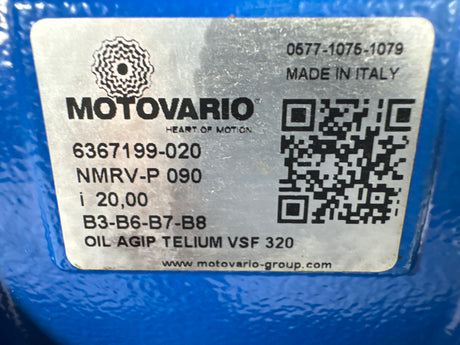 0577-1075-1079
MADE IN ITALY
MOTOVARIO
HEART OF MOTION
6367199-020
NMRV-P 090
i 20,00
B3-B6-B7-B8
OIL AGIP TELIUM VSF 320
www.motovario-group.com